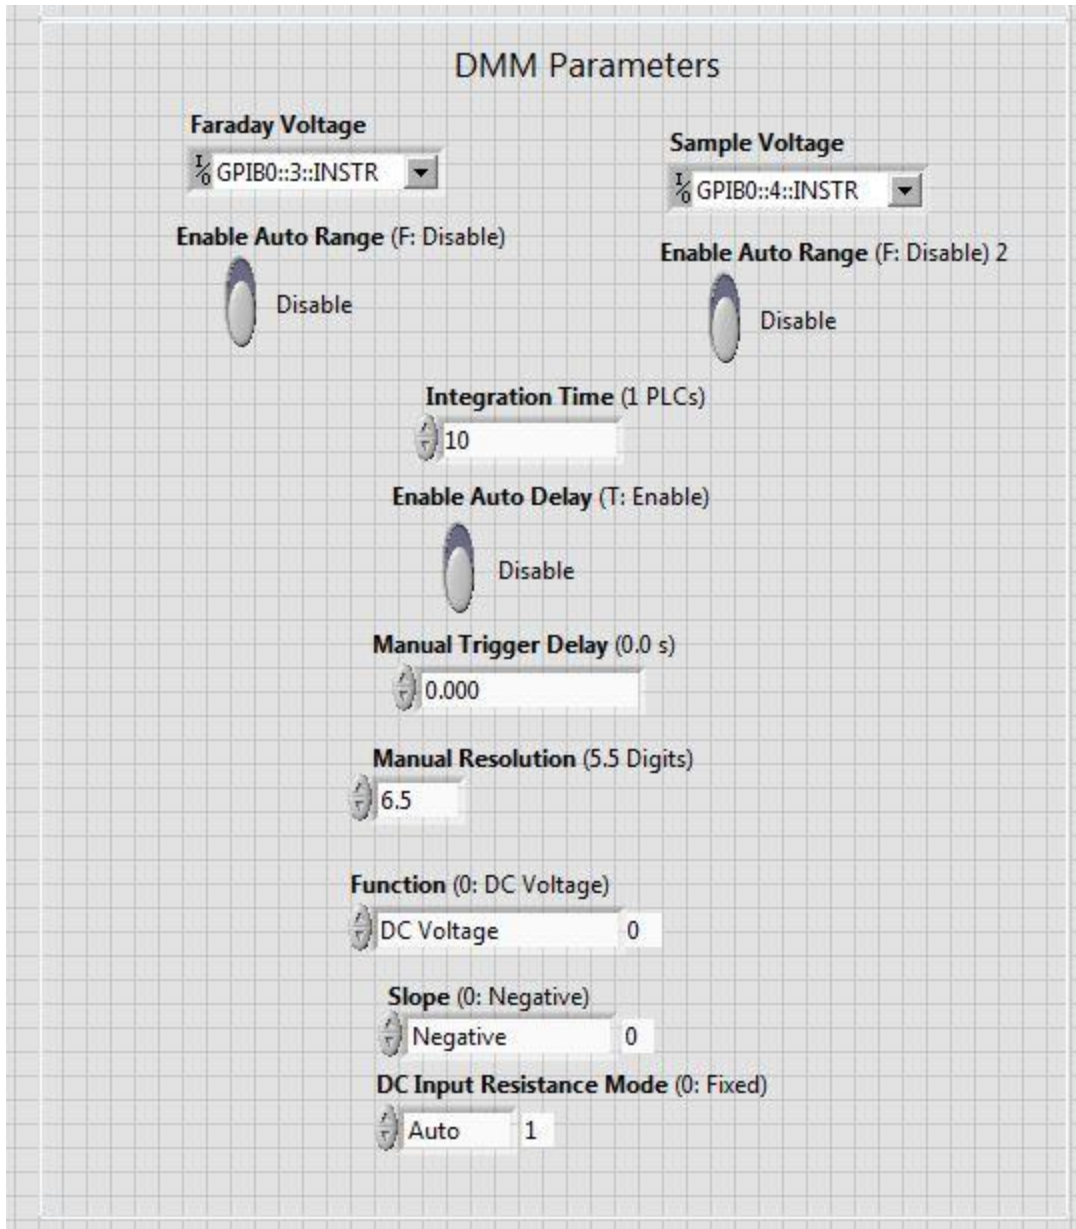 DMM Parameters
Faraday Voltage
I/O GPIB0::3::INSTR
Sample Voltage
I/O GPIB0::4::INSTR
Enable Auto Range (F: Disable)
Disable
Enable Auto Range (F: Disable) 2
Disable
Integration Time (1 PLCs)
10
Enable Auto Delay (T: Enable)
Disable
Manual Trigger Delay (0.0 s)
0.000
Manual Resolution (5.5 Digits)
6.5
Function (0: DC Voltage)
DC Voltage 0
Slope (0: Negative)
Negative 0
DC Input Resistance Mode (0: Fixed)
Auto 1